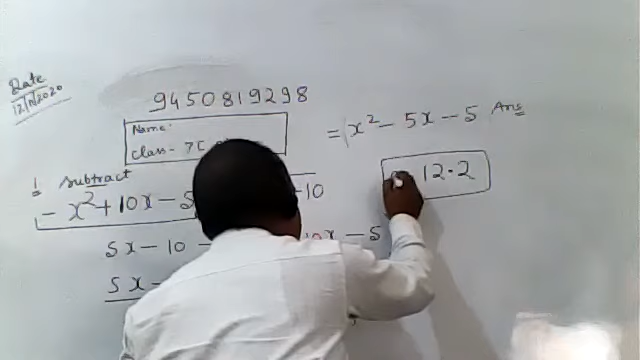 Date
12/11/2020
9450819298
Name:
Class- 7C
1 subtract
- x² + 10x - 5 -10
5x - 10 - 10x - 5
5x -
= x² - 5x - 5 Ans
12.2